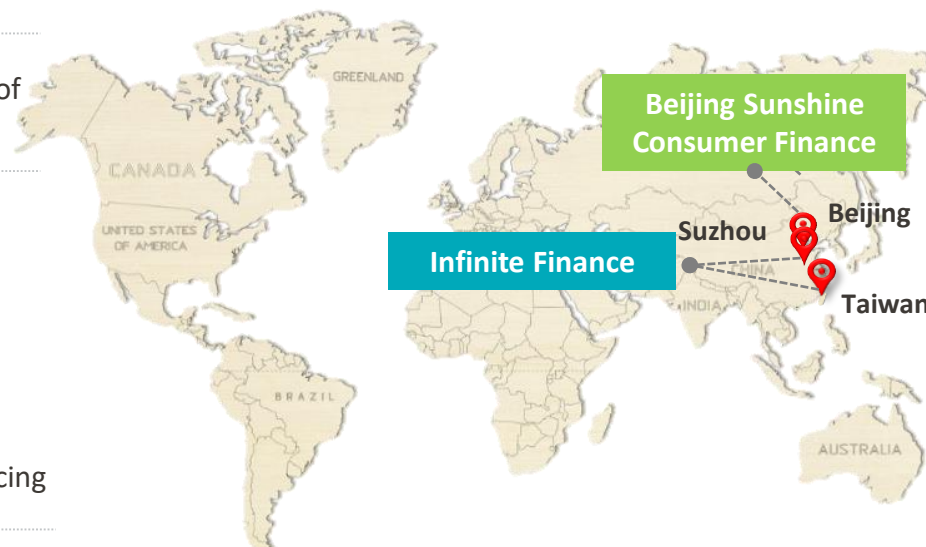 of
GREENLAND
Beijing Sunshine
Consumer Finance
CANADA
UNITED STATES
OF AMERICA
Suzhou
Beijing
Infinite Finance
CHINA
INDIA
Taiwan
BRAZIL
AUSTRALIA
cing